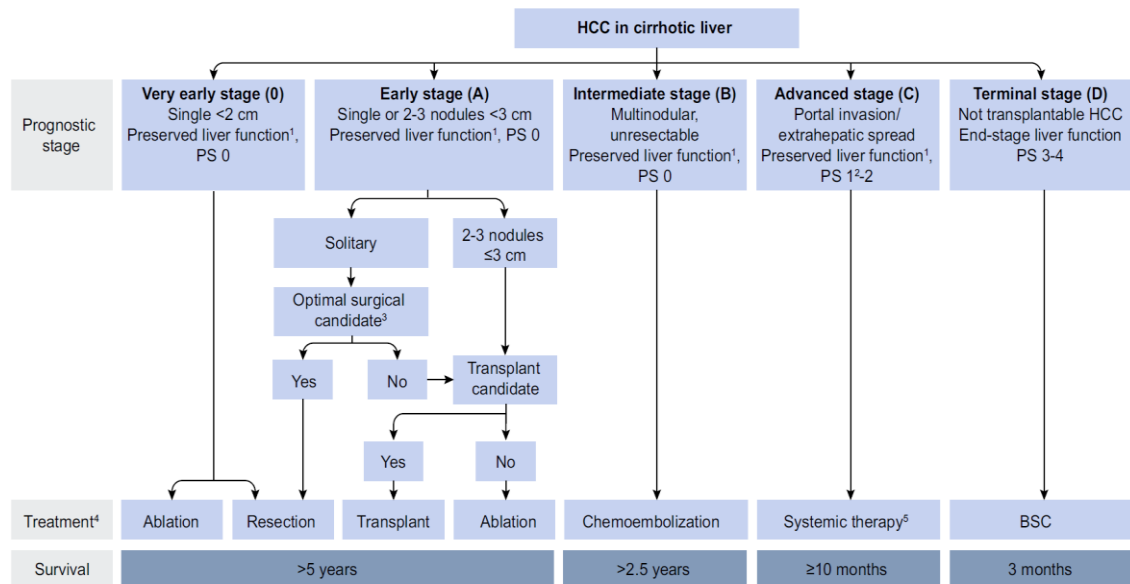 HCC in cirrhotic liver
Prognostic
stage
Very early stage (0)
Single <2 cm
Preserved liver function¹,
PS 0
Early stage (A)
Single or 2-3 nodules <3 cm
Preserved liver function¹, PS 0
Intermediate stage (B)
Multinodular,
unresectable
Preserved liver function¹,
PS 0
Advanced stage (C)
Portal invasion/
extrahepatic spread
Preserved liver function¹,
PS 1²-2
Terminal stage (D)
Not transplantable HCC
End-stage liver function
PS 3-4
Solitary
2-3 nodules
≤3 cm
Optimal surgical
candidate³
Yes
No
Transplant
candidate
Yes
No
Treatment⁴
Ablation
Resection
Transplant
Ablation
Chemoembolization
Systemic therapy⁵
BSC
Survival
>5 years
>2.5 years
≥10 months
3 months